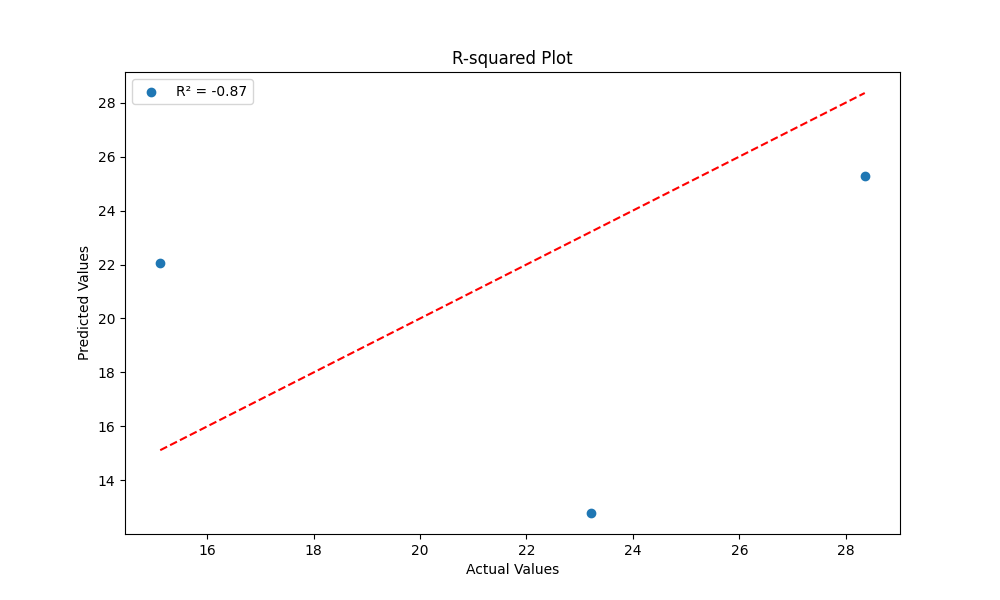 R-squared Plot
R² = -0.87
28
26
24
22
20
18
16
14
Predicted Values
16 18 20 22 24 26 28
Actual Values